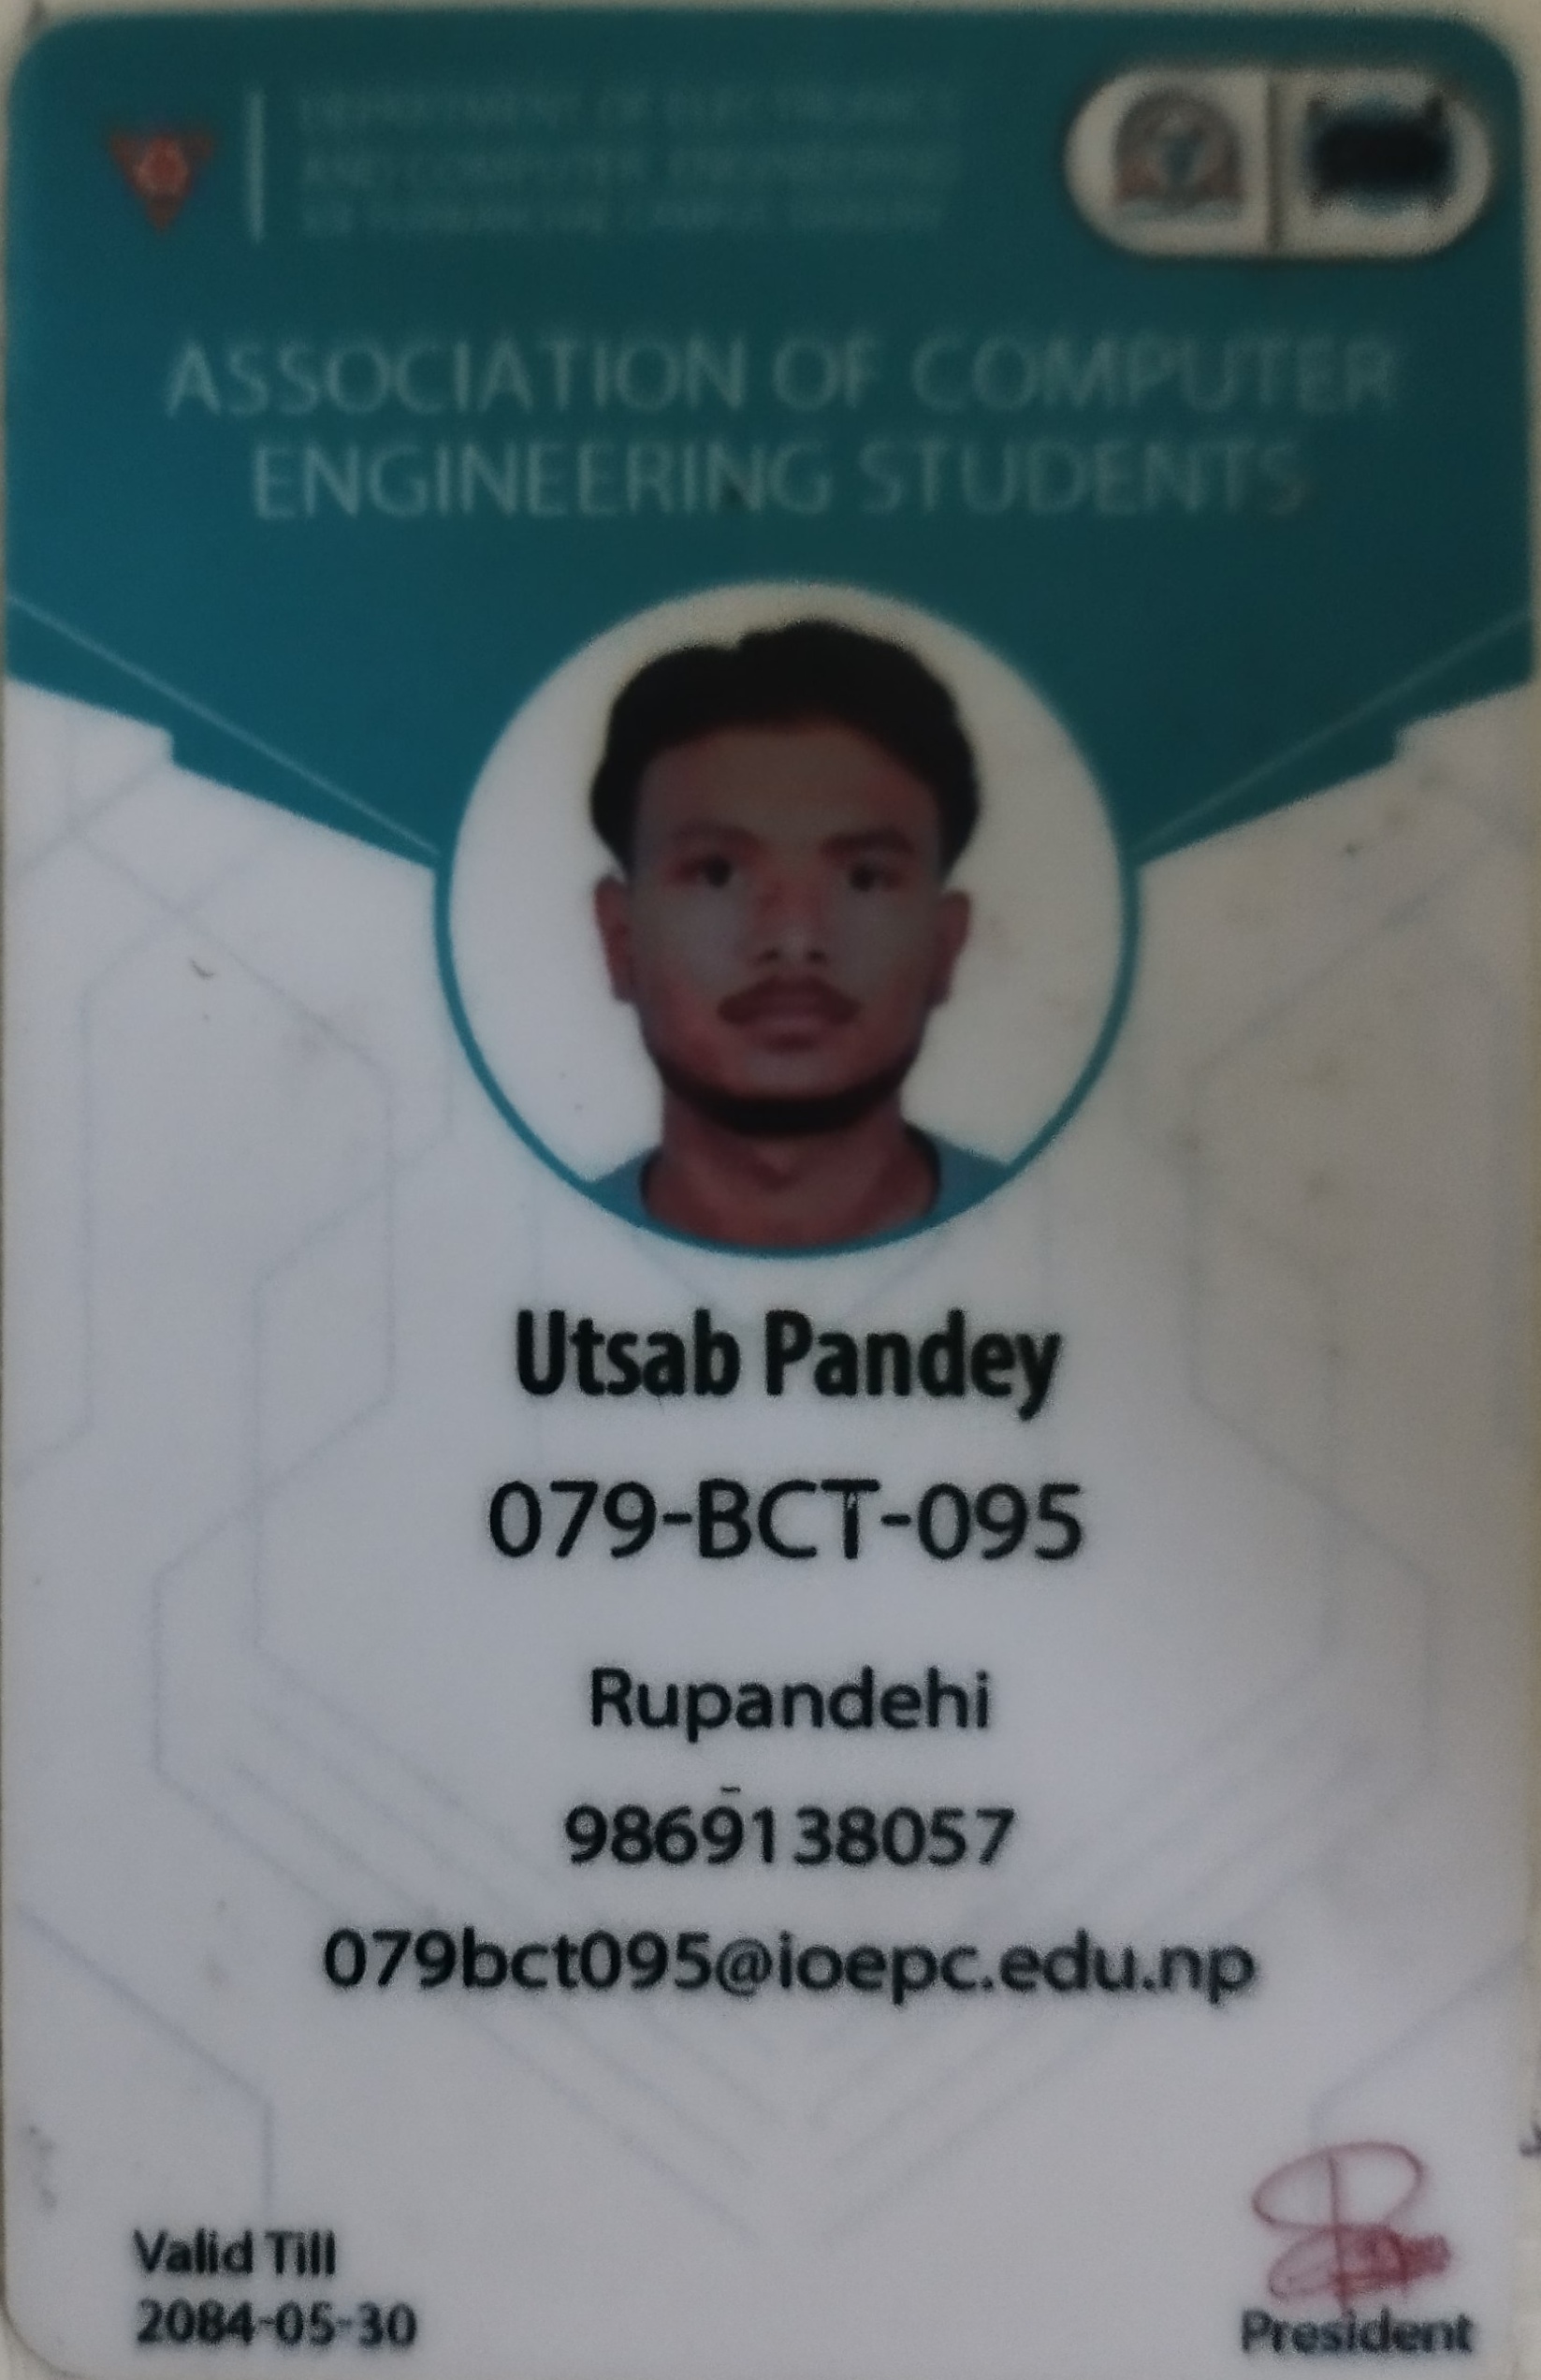 DEPARTMENT OF ELECTRONICS
AND COMPUTER ENGINEERING
ASSOCIATION OF COMPUTER
ENGINEERING STUDENTS
Utsab Pandey
079-BCT-095
Rupandehi
9869138057
079bct095@ioepc.edu.np
Valid Till
2084-05-30
President